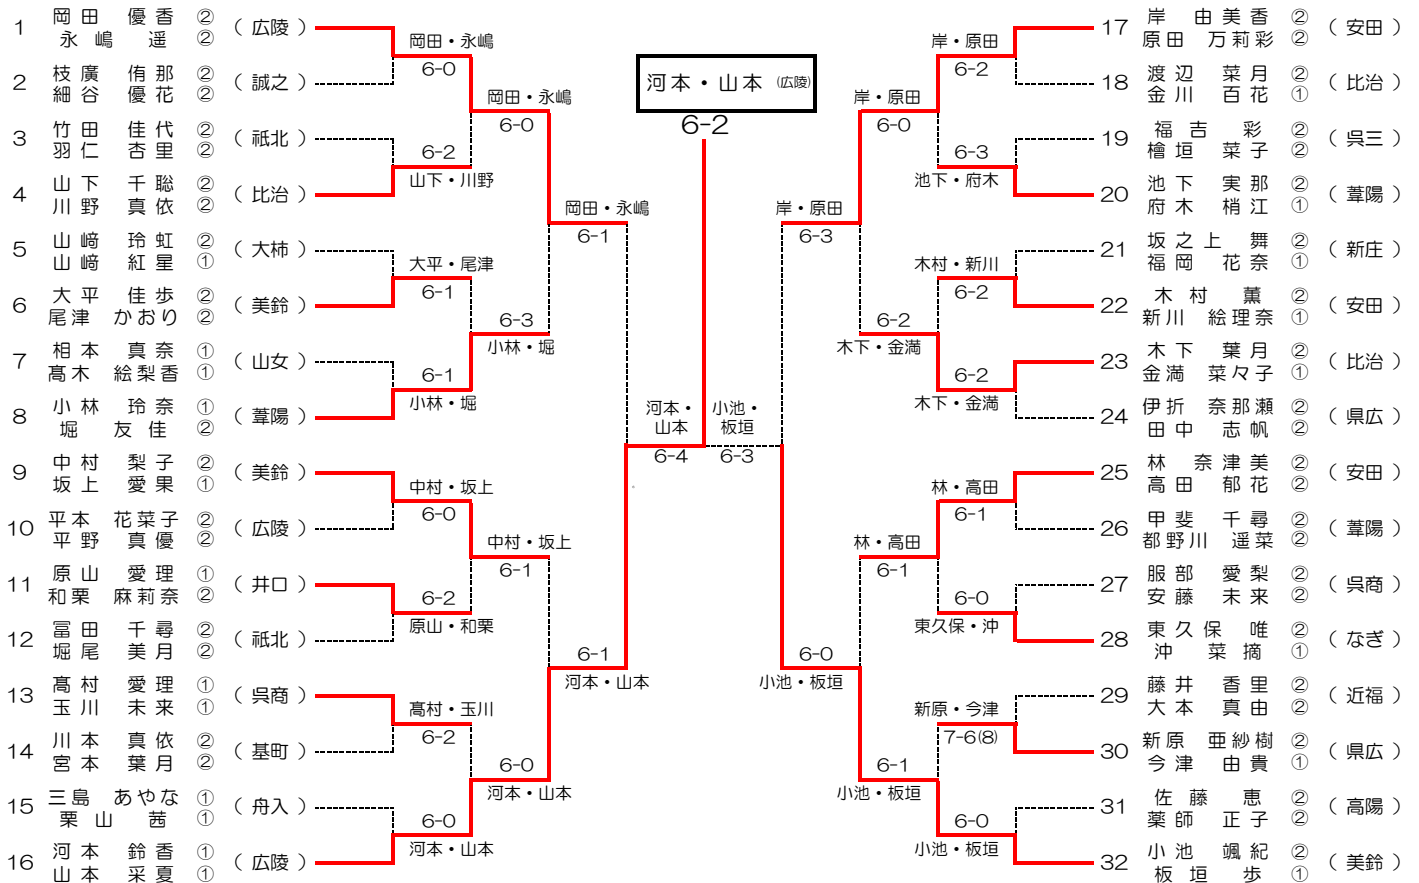 1 岡田 優香 ② （広陵）
永嶋 遥 ②
2 枝廣 侑那 ② （誠之）
細谷 優花 ②
3 竹田 佳代 ② （祇北）
羽仁 杏里 ②
4 山下 千聡 ② （比治）
川野 真依 ②
5 山﨑 玲虹 ② （大柿）
山﨑 紅星 ①
6 大平 佳歩 ② （美鈴）
尾津 かおり ②
7 相本 真奈 ① （山女）
髙木 絵梨香 ①
8 小林 玲奈 ① （葦陽）
堀 友佳 ②
9 中村 梨子 ② （美鈴）
坂上 愛果 ①
10 平本 花菜子 ② （広陵）
平野 真優 ②
11 原山 愛理 ① （井口）
和栗 麻莉奈 ②
12 冨田 千尋 ② （祇北）
堀尾 美月 ②
13 髙村 愛理 ① （呉商）
玉川 未来 ①
14 川本 真依 ② （基町）
宮本 葉月 ②
15 三島 あやな ① （舟入）
栗山 茜 ①
16 河本 鈴香 ① （広陵）
山本 采夏 ①
岡田・永嶋
6-0
6-2
山下・川野
大平・尾津
6-1
6-1
小林・堀
中村・坂上
6-0
6-2
原山・和栗
髙村・玉川
6-2
6-0
河本・山本
岡田・永嶋
6-0
6-3
小林・堀
中村・坂上
6-1
6-0
河本・山本
岡田・永嶋
6-1
6-1
河本・山本
河本・
山本
6-4
河本・山本 (広陵)
6-2
小池・
板垣
6-3
岸・原田
6-3
6-0
小池・板垣
岸・原田
6-0
6-2
木下・金満
林・高田
6-1
6-1
小池・板垣
岸・原田
6-2
6-3
池下・府木
木村・新川
6-2
6-2
木下・金満
林・高田
6-1
6-0
東久保・沖
新原・今津
7-6(8)
6-0
小池・板垣
17 岸 由美香 ② （安田）
原田 万莉彩 ②
18 渡辺 菜月 ② （比治）
金川 百花 ①
19 福吉 彩 ② （呉三）
檜垣 菜子 ②
20 池下 実那 ② （葦陽）
府木 梢江 ①
21 坂之上 舞 ② （新庄）
福岡 花奈 ①
22 木村 薫 ② （安田）
新川 絵理奈 ①
23 木下 葉月 ② （比治）
金満 菜々子 ①
24 伊折 奈那瀬 ② （県広）
田中 志帆 ②
25 林 奈津美 ② （安田）
高田 郁花 ②
26 甲斐 千尋 ② （葦陽）
都野川 遥菜 ②
27 服部 愛梨 ② （呉商）
安藤 未来 ②
28 東久保 唯 ② （なぎ）
沖 菜摘 ①
29 藤井 香里 ② （近福）
大本 真由 ②
30 新原 亜紗樹 ② （県広）
今津 由貴 ①
31 佐藤 恵 ② （高陽）
薬師 正子 ②
32 小池 颯紀 ② （美鈴）
板垣 歩 ①